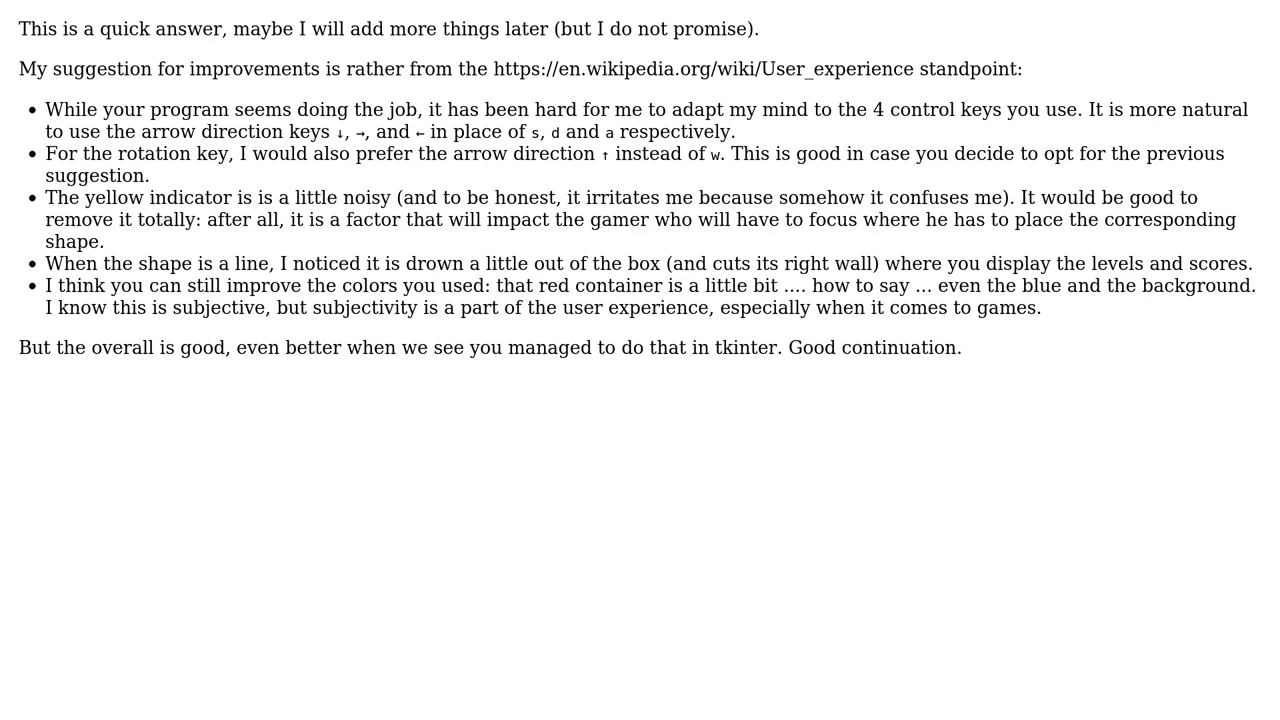 This is a quick answer, maybe I will add more things later (but I do not promise).
My suggestion for improvements is rather from the https://en.wikipedia.org/wiki/User_experience standpoint:
• While your program seems doing the job, it has been hard for me to adapt my mind to the 4 control keys you use. It is more natural
to use the arrow direction keys ↓, →, and ← in place of s, d and a respectively.
• For the rotation key, I would also prefer the arrow direction ↑ instead of w. This is good in case you decide to opt for the previous
suggestion.
• The yellow indicator is is a little noisy (and to be honest, it irritates me because somehow it confuses me). It would be good to
remove it totally: after all, it is a factor that will impact the gamer who will have to focus where he has to place the corresponding
shape.
• When the shape is a line, I noticed it is drown a little out of the box (and cuts its right wall) where you display the levels and scores.
• I think you can still improve the colors you used: that red container is a little bit .... how to say ... even the blue and the background.
I know this is subjective, but subjectivity is a part of the user experience, especially when it comes to games.
But the overall is good, even better when we see you managed to do that in tkinter. Good continuation.